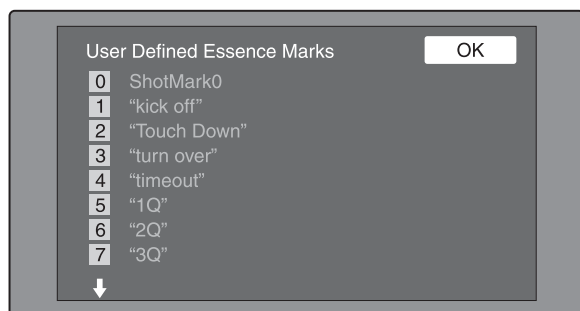 User Defined Essence Marks OK
0 ShotMark0
1 “kick off”
2 “Touch Down”
3 “turn over”
4 “timeout”
5 “1Q”
6 “2Q”
7 “3Q”